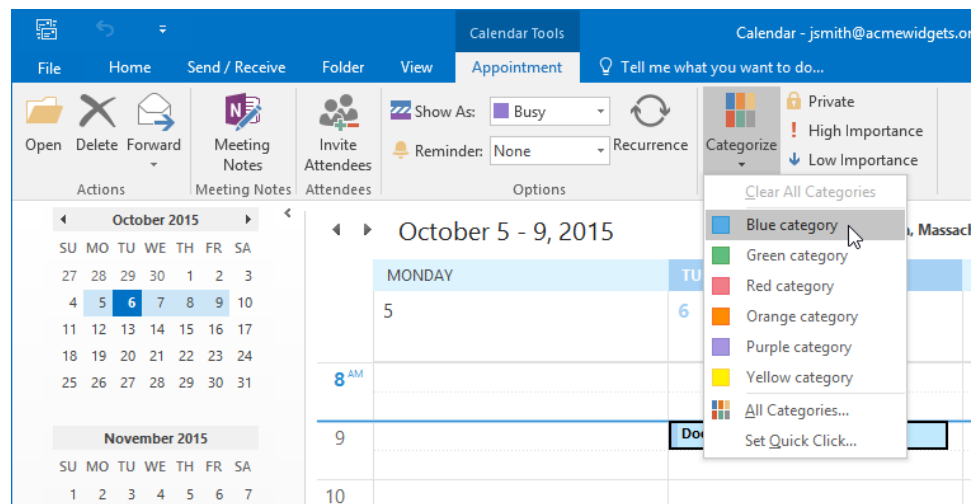 Calendar Tools
Calendar - jsmith@acmewidgets.or
File Home Send / Receive Folder View Appointment Tell me what you want to do...
Open Delete Forward
Actions
Meeting Notes
Meeting Notes
Invite Attendees
Attendees
Show As: Busy
Reminder: None
Recurrence
Options
Categorize
Private
High Importance
Low Importance
Clear All Categories
Blue category
Green category
Red category
Orange category
Purple category
Yellow category
All Categories...
Set Quick Click...
October 2015
SU MO TU WE TH FR SA
27 28 29 30 1 2 3
4 5 6 7 8 9 10
11 12 13 14 15 16 17
18 19 20 21 22 23 24
25 26 27 28 29 30 31
November 2015
SU MO TU WE TH FR SA
1 2 3 4 5 6 7
October 5 - 9, 2015
, Massach
MONDAY TU
5 6
8 AM
9
Doc
10